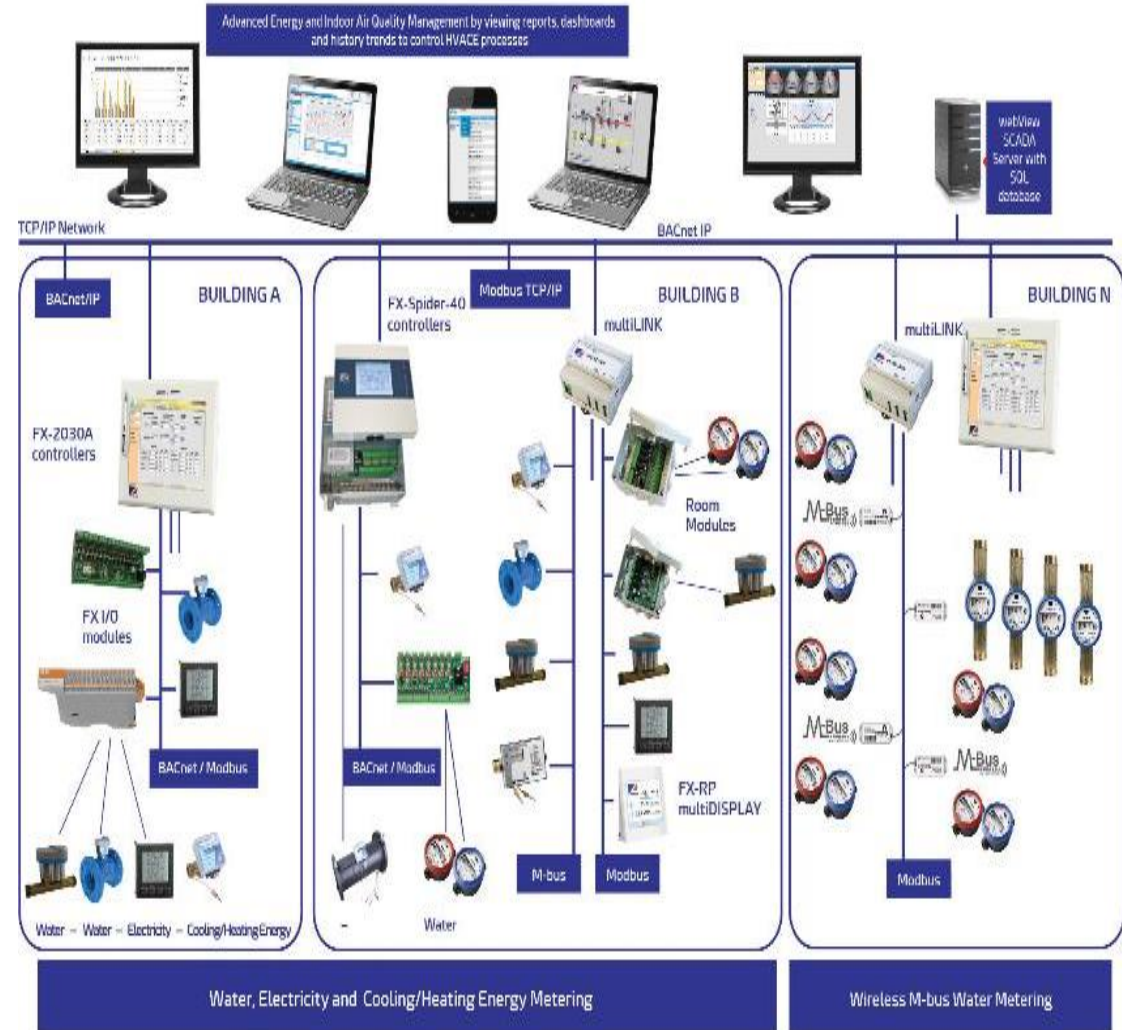 Advanced Energy and Indoor Air Quality Management by viewing reports, dashboards
and history trends to control HVACE processes
webView
SCADA
Server with
SQL
database
TCP/IP Network
BACnet IP
BACnet/IP
BUILDING A
FX-2030A
controllers
FX I/O
modules
BACnet / Modbus
Water – Water – Electricity – Cooling/Heating Energy
FX-Spider-40
controllers
Modbus TCP/IP
BUILDING B
multiLINK
Room
Modules
BACnet / Modbus
FX-RP
multiDISPLAY
M-bus
Modbus
–
Water
BUILDING N
multiLINK
M-Bus
M-Bus
M-Bus
Modbus
Water, Electricity and Cooling/Heating Energy Metering
Wireless M-bus Water Metering